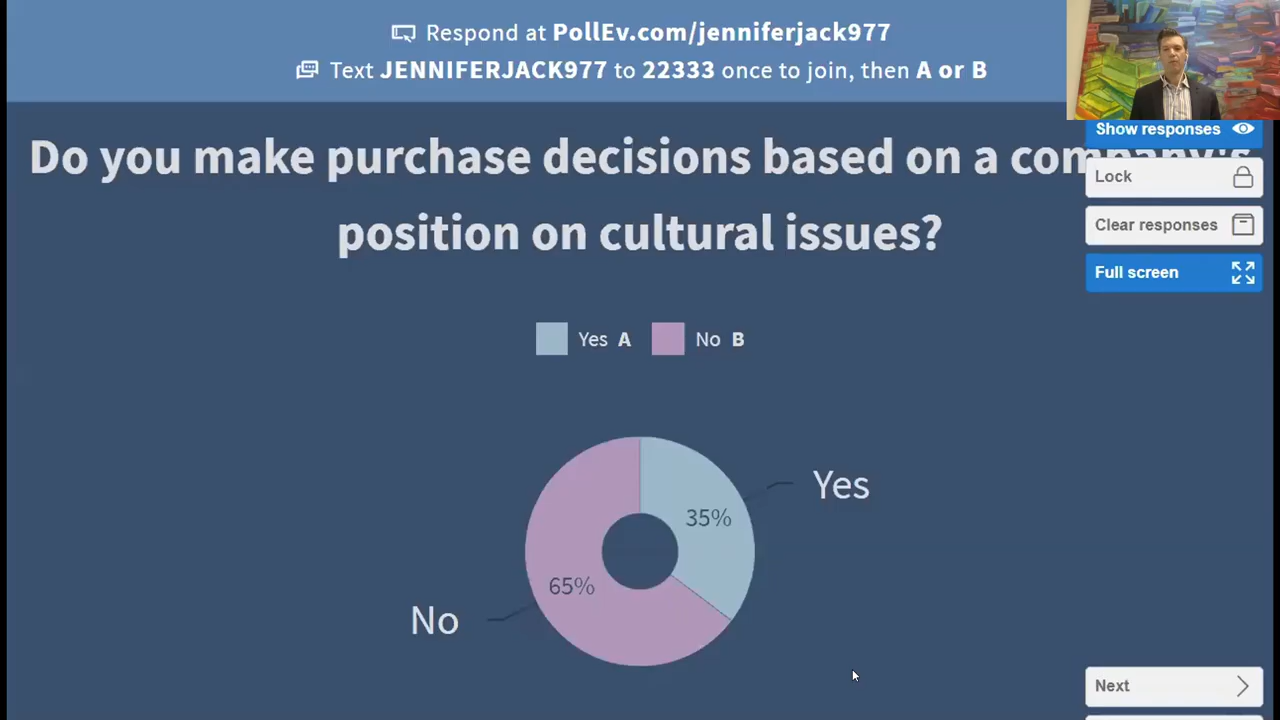 Respond at PollEv.com/jenniferjack977
Text JENNIFERJACK977 to 22333 once to join, then A or B
Do you make purchase decisions based on a company's
position on cultural issues?
Show responses
Lock
Clear responses
Full screen
Yes A No B
Yes
35%
65%
No
Next